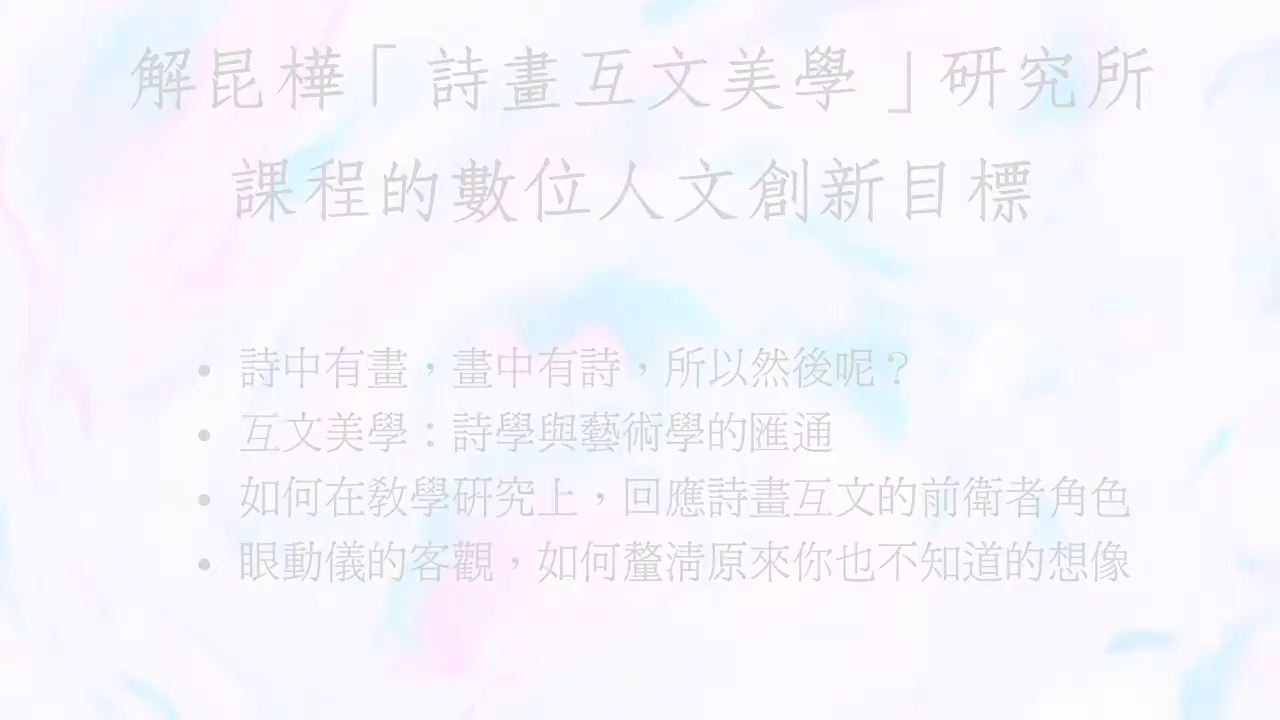 解昆樺「詩畫互文美學」研究所
課程的數位人文創新目標
• 詩中有畫，畫中有詩，所以然後呢？
• 互文美學：詩學與藝術學的匯通
• 如何在教學研究上，回應詩畫互文的前衛者角色
• 眼動儀的客觀，如何釐清原來你也不知道的想像